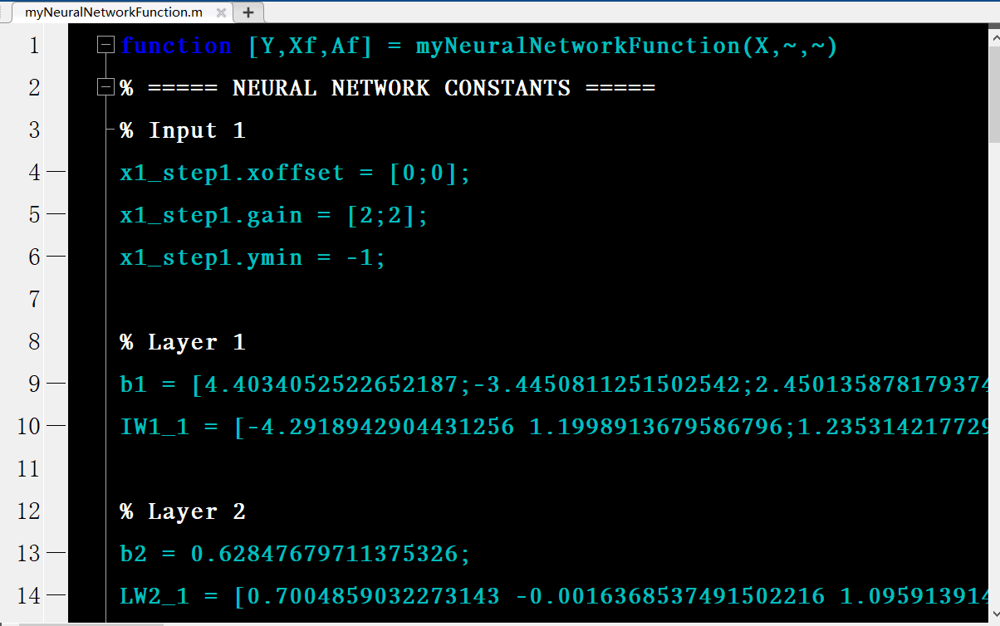 myNeuralNetworkFunction.m
1 function [Y,Xf,Af] = myNeuralNetworkFunction(X,~,~)
2 % ===== NEURAL NETWORK CONSTANTS =====
3 % Input 1
4 x1_step1.xoffset = [0;0];
5 x1_step1.gain = [2;2];
6 x1_step1.ymin = -1;
7
8 % Layer 1
9 b1 = [4.4034052522652187;-3.4450811251502542;2.450135878179374
10 IW1_1 = [-4.2918942904431256 1.1998913679586796;1.235314217729
11
12 % Layer 2
13 b2 = 0.62847679711375326;
14 LW2_1 = [0.7004859032273143 -0.0016368537491502216 1.095913914